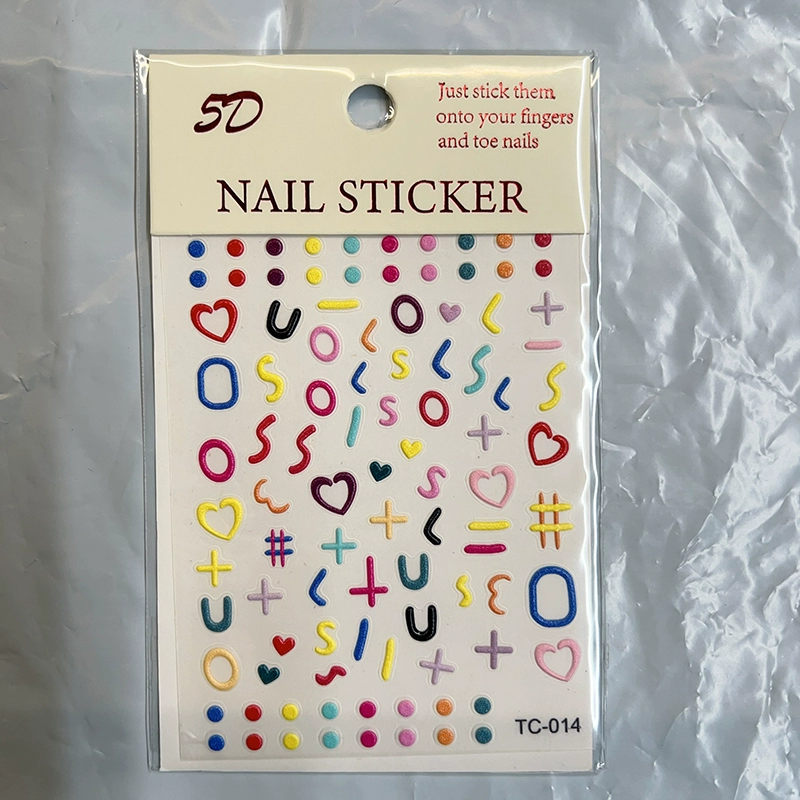 5D
Just stick them
onto your fingers
and toe nails
NAIL STICKER
TC-014